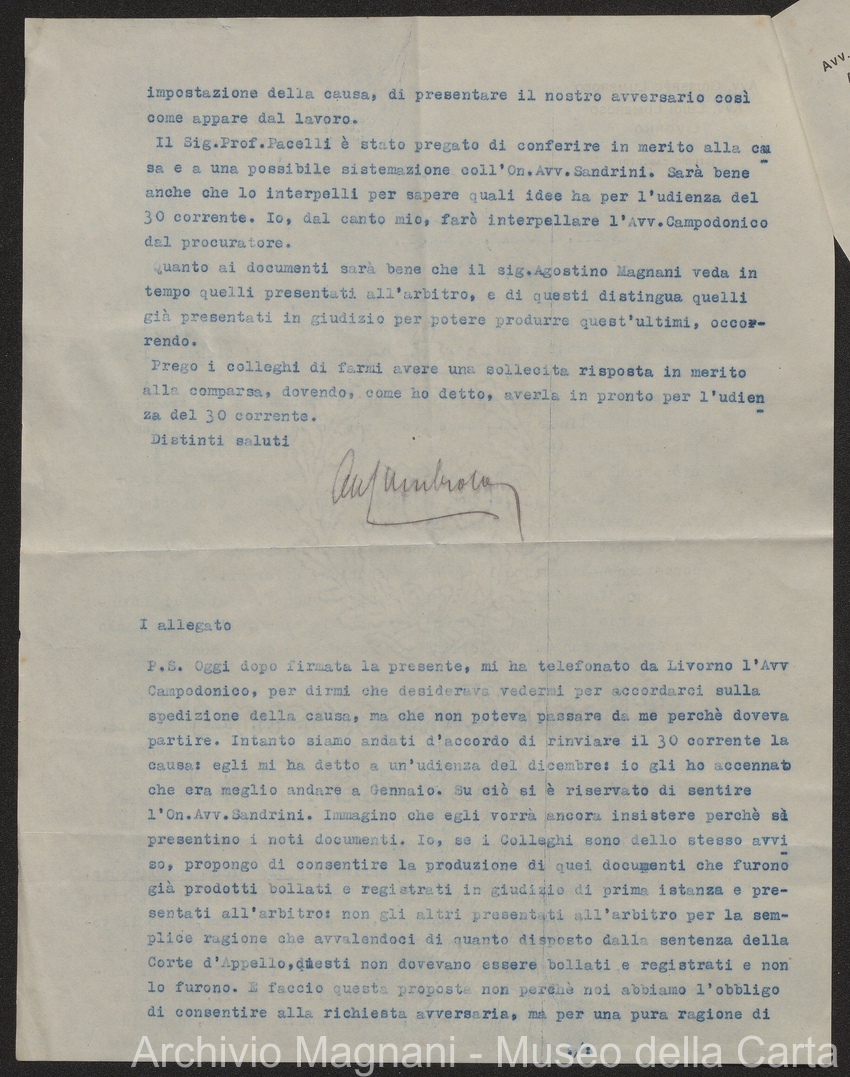 Avv.
impostazione della causa, di presentare il nostro avversario così
come appare dal lavoro.
Il Sig.Prof.Pacelli è stato pregato di conferire in merito alla cau
sa e a una possibile sistemazione coll'On.Avv.Sandrini. Sarà bene
anche che lo interpelli per sapere quali idee ha per l'udienza del
30 corrente. Io, dal canto mio, farò interpellare l'Avv.Campodonico
dal procuratore.
Quanto ai documenti sarà bene che il sig.Agostino Magnani veda in
tempo quelli presentati all'arbitro, e di questi distingua quelli
già presentati in giudizio per potere produrre quest'ultimi, occor-
rendo.
Prego i colleghi di farmi avere una sollecita risposta in merito
alla comparsa, dovendo, come ho detto, averla in pronto per l'udien
za del 30 corrente.
Distinti saluti
I allegato
P.S. Oggi dopo firmata la presente, mi ha telefonato da Livorno l'Avv
Campodonico, per dirmi che desiderava vedermi per accordarci sulla
spedizione della causa, ma che non poteva passare da me perchè doveva
partire. Intanto siamo andati d'accordo di rinviare il 30 corrente la
causa: egli mi ha detto a un'udienza del dicembre: io gli ho accennato
che era meglio andare a Gennaio. Su ciò si è riservato di sentire
l'On.Avv.Sandrini. Immagino che egli vorrà ancora insistere perchè si
presentino i noti documenti. Io, se i Colleghi sono dello stesso avvi
so, propongo di consentire la produzione di quei documenti che furono
già prodotti bollati e registrati in giudizio di prima istanza e pre-
sentati all'arbitro: non gli altri presentati all'arbitro per la sem-
plice ragione che avvalendoci di quanto disposto dalla sentenza della
Corte d'Appello,questi non dovevano essere bollati e registrati e non
lo furono. E faccio questa proposta non perchè noi abbiamo l'obbligo
di consentire alla richiesta avversaria, ma per una pura ragione di
./.
Archivio Magnani - Museo della Carta